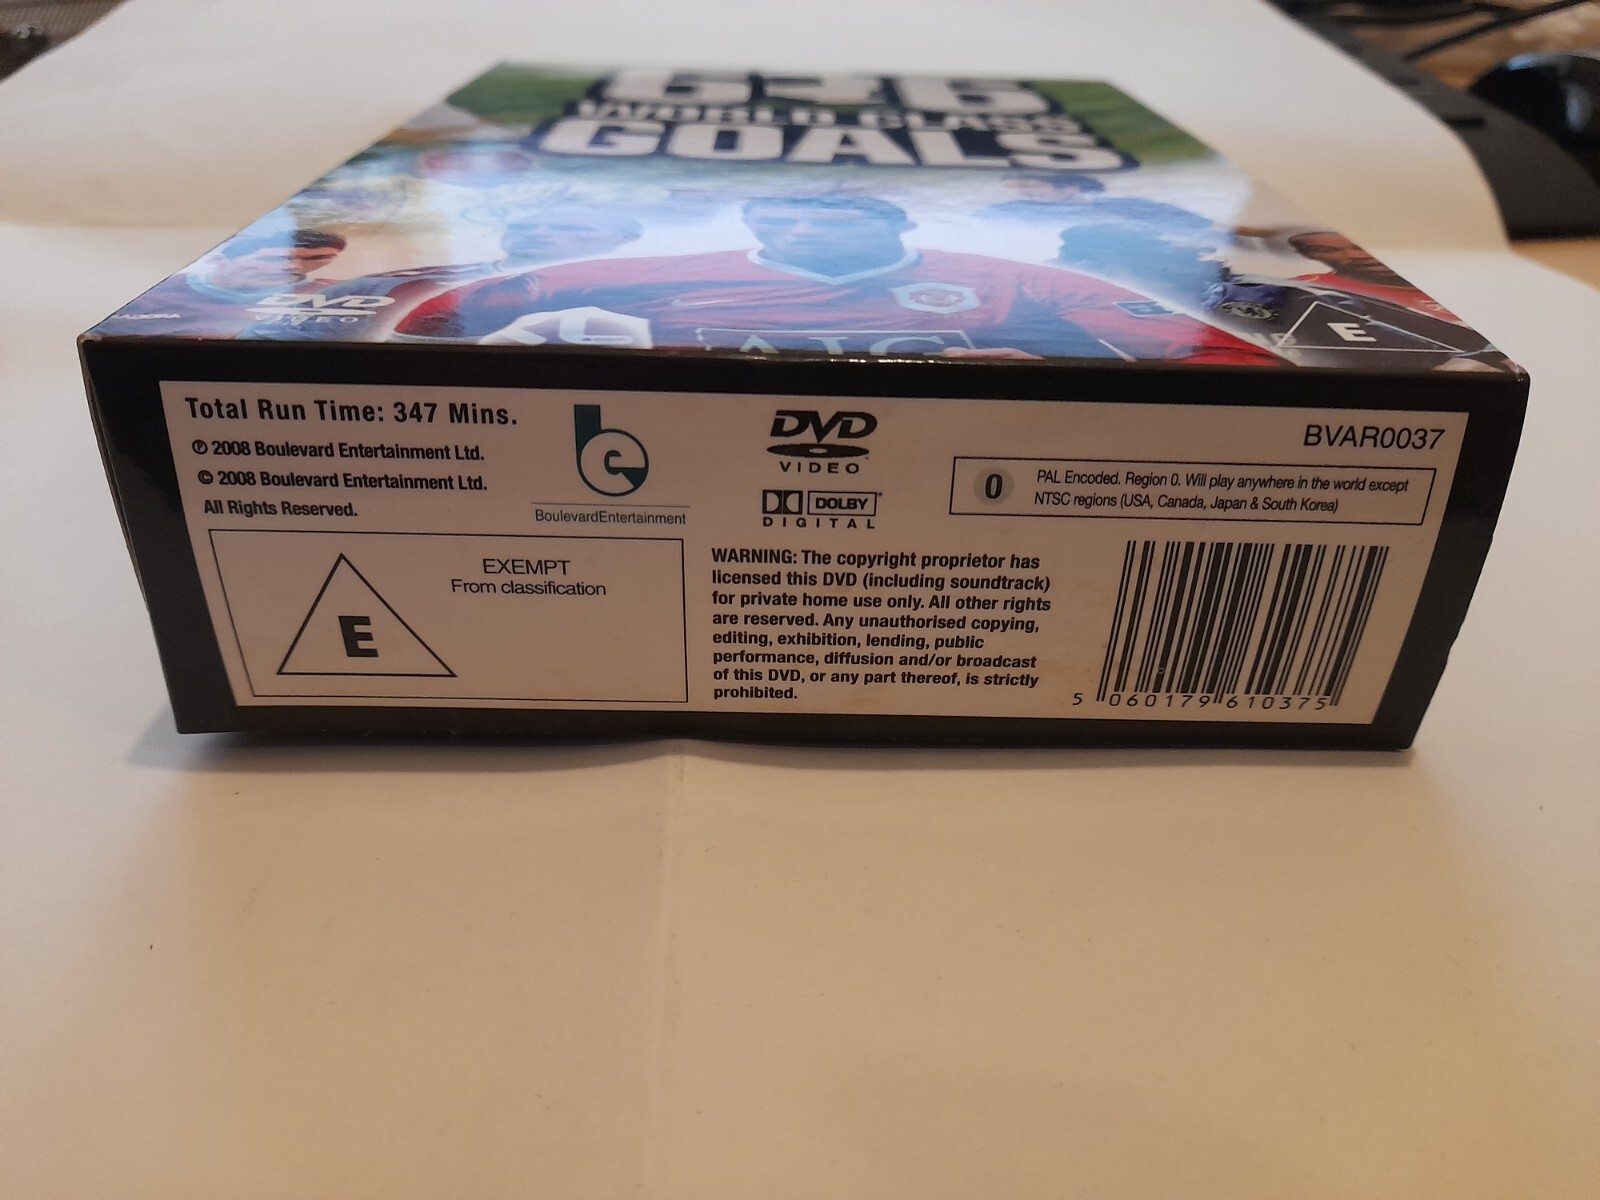 WORLD CLASS
GOALS
DVD
VIDEO
E
Total Run Time: 347 Mins.
℗ 2008 Boulevard Entertainment Ltd.
© 2008 Boulevard Entertainment Ltd.
All Rights Reserved.
be
BoulevardEntertainment
EXEMPT
From classification
E
DVD
VIDEO
DOLBY
DIGITAL
WARNING: The copyright proprietor has
licensed this DVD (including soundtrack)
for private home use only. All other rights
are reserved. Any unauthorised copying,
editing, exhibition, lending, public
performance, diffusion and/or broadcast
of this DVD, or any part thereof, is strictly
prohibited.
BVAR0037
0
PAL Encoded. Region 0. Will play anywhere in the world except
NTSC regions (USA, Canada, Japan & South Korea)
5 060179 610375